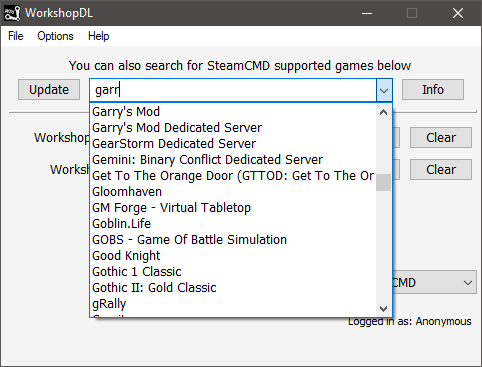 WorkshopDL
File Options Help
You can also search for SteamCMD supported games below
Update garr Info
Garry's Mod
Garry's Mod Dedicated Server
GearStorm Dedicated Server
Gemini: Binary Conflict Dedicated Server
Get To The Orange Door (GTTOD: Get To The Or
Gloomhaven
GM Forge - Virtual Tabletop
Goblin.Life
GOBS - Game Of Battle Simulation
Good Knight
Gothic 1 Classic
Gothic II: Gold Classic
gRally
Workshop Clear
Works Clear
CMD
Logged in as: Anonymous